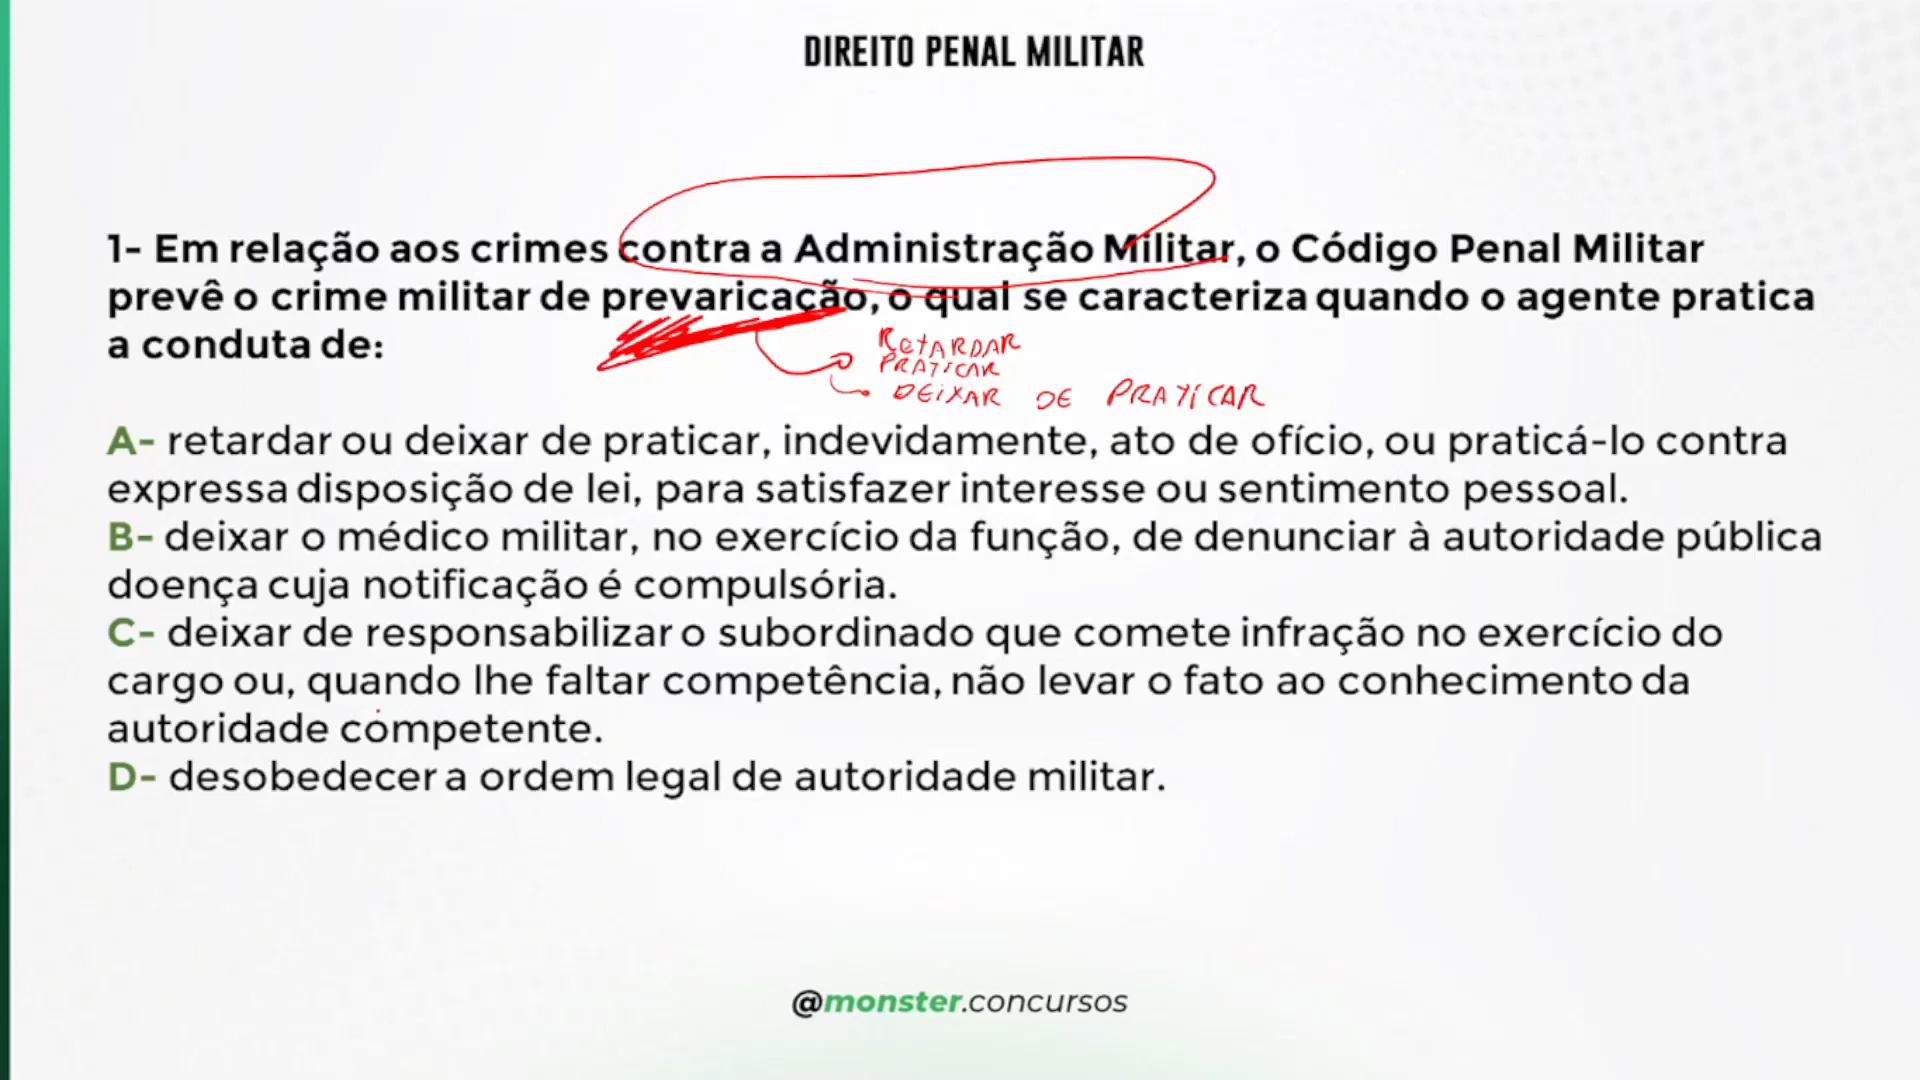 DIREITO PENAL MILITAR
1- Em relação aos crimes contra a Administração Militar, o Código Penal Militar
prevê o crime militar de prevaricação, o qual se caracteriza quando o agente pratica
a conduta de:
RETARDAR
PRATICAR
DEIXAR DE PRATICAR
A- retardar ou deixar de praticar, indevidamente, ato de ofício, ou praticá-lo contra
expressa disposição de lei, para satisfazer interesse ou sentimento pessoal.
B- deixar o médico militar, no exercício da função, de denunciar à autoridade pública
doença cuja notificação é compulsória.
C- deixar de responsabilizar o subordinado que comete infração no exercício do
cargo ou, quando lhe faltar competência, não levar o fato ao conhecimento da
autoridade competente.
D- desobedecer a ordem legal de autoridade militar.
@monster.concursos